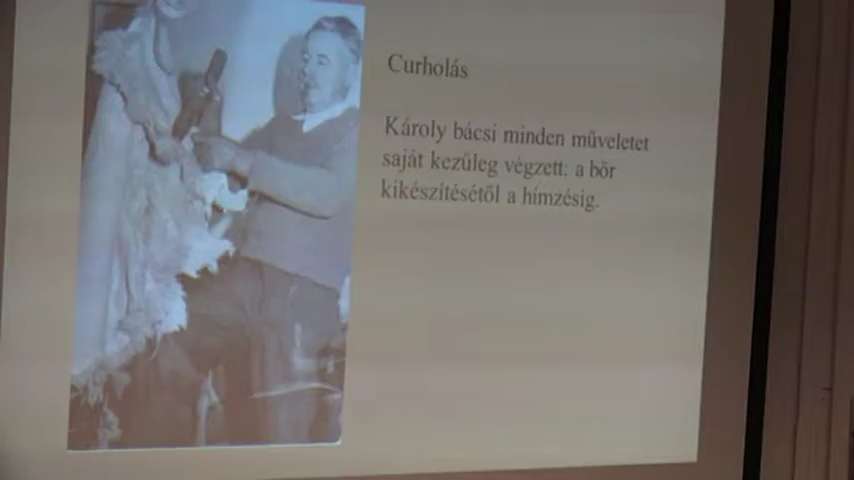 Curholás
Károly bácsi minden műveletet
saját kezűleg végzett: a bőr
kikészítésétől a hímzésig.